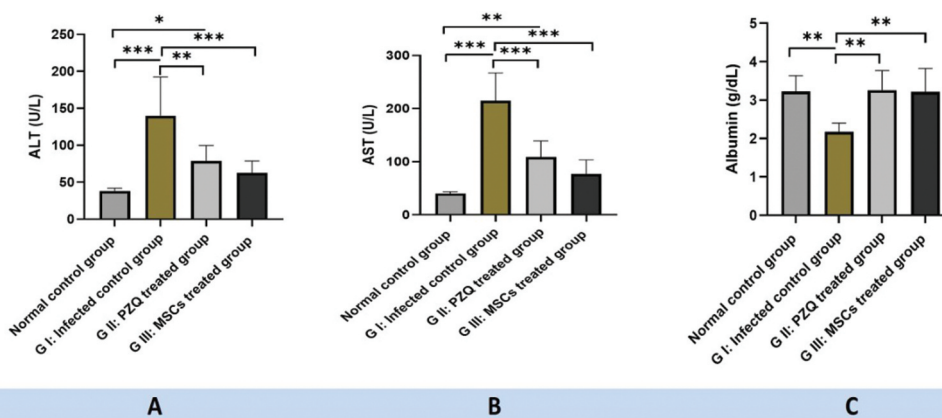 *
***
***
**
250
200
150
100
50
0
ALT (U/L)
Normal control group
G I: Infected control group
G II: PZQ treated group
G III: MSCs treated group
A
**
***
***
***
300
200
100
0
AST (U/L)
Normal control group
G I: Infected control group
G II: PZQ treated group
G III: MSCs treated group
B
**
**
**
5
4
3
2
1
0
Albumin (g/dL)
Normal control group
G I: Infected control group
G II: PZQ treated group
G III: MSCs treated group
C